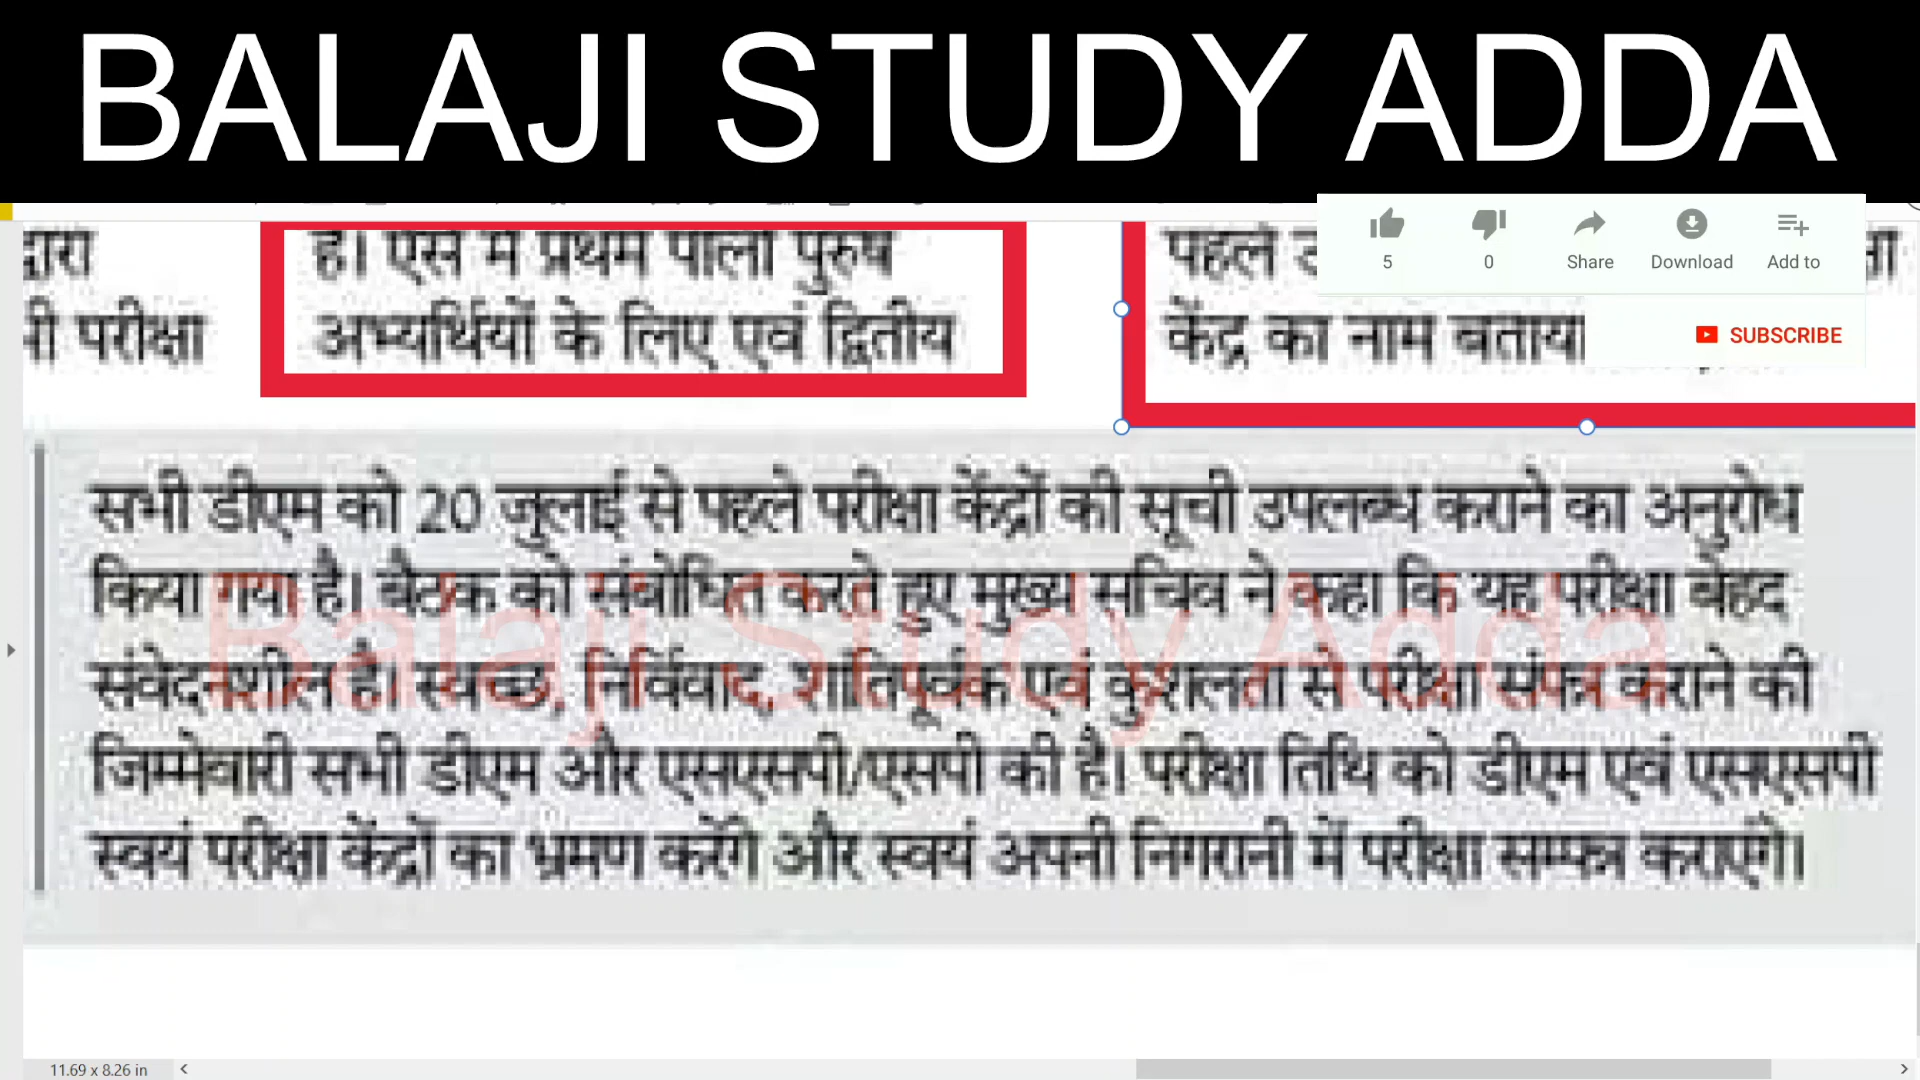 BALAJI STUDY ADDA
द्वारा
परीक्षा
है। ऐसे में प्रथम पाली पुरुष
अभ्यर्थियों के लिए एवं द्वितीय
पहले
केंद्र का नाम बताया
5
0
Share
Download
Add to
SUBSCRIBE
सभी डीएम को 20 जुलाई से पहले परीक्षा केंद्रों की सूची उपलब्ध कराने का अनुरोध
किया गया है। बैठक को संबोधित करते हुए मुख्य सचिव ने कहा कि यह परीक्षा बेहद
संवेदनशील है। स्वच्छ, निर्विवाद, शांतिपूर्वक एवं कुशलता से परीक्षा संपन्न कराने की
जिम्मेवारी सभी डीएम और एसएसपी/एसपी की है। परीक्षा तिथि को डीएम एवं एसएसपी
स्वयं परीक्षा केंद्रों का भ्रमण करेंगे और स्वयं अपनी निगरानी में परीक्षा सम्पन्न कराएंगे।
Balaji Study Adda
11.69 x 8.26 in